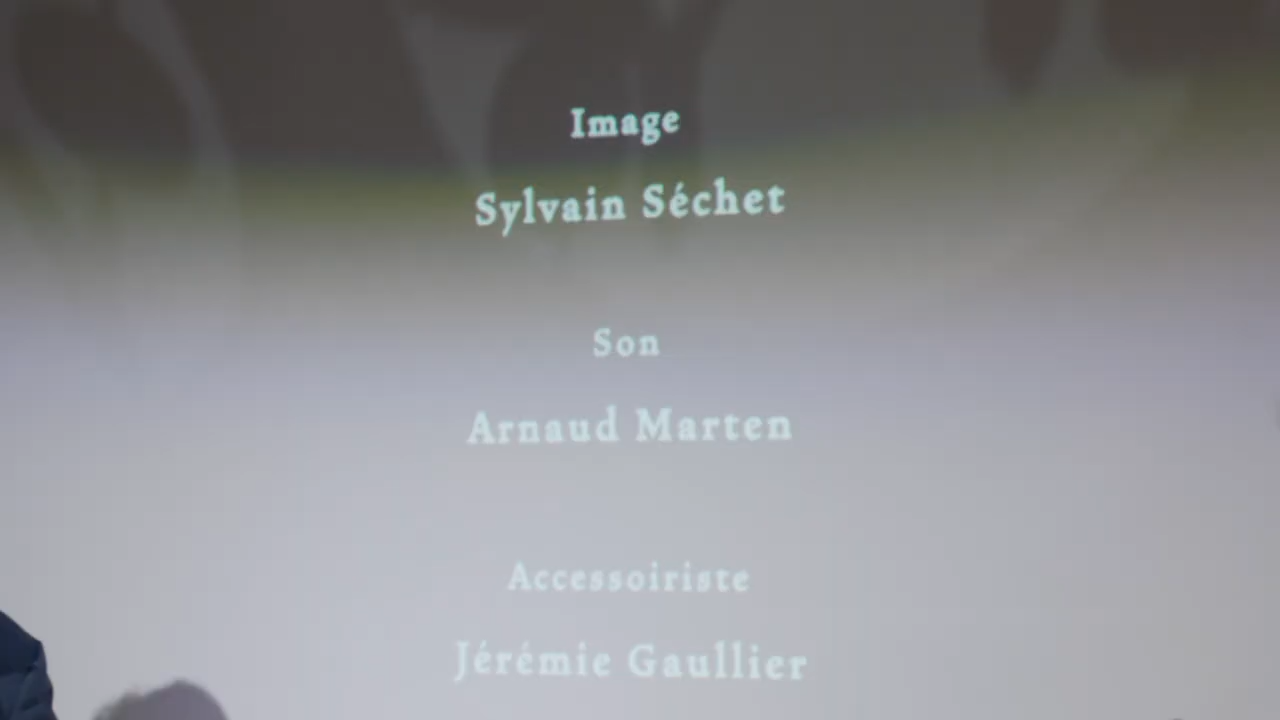 Image
Sylvain Séchet
Son
Arnaud Marten
Accessoiriste
Jérémie Gaullier